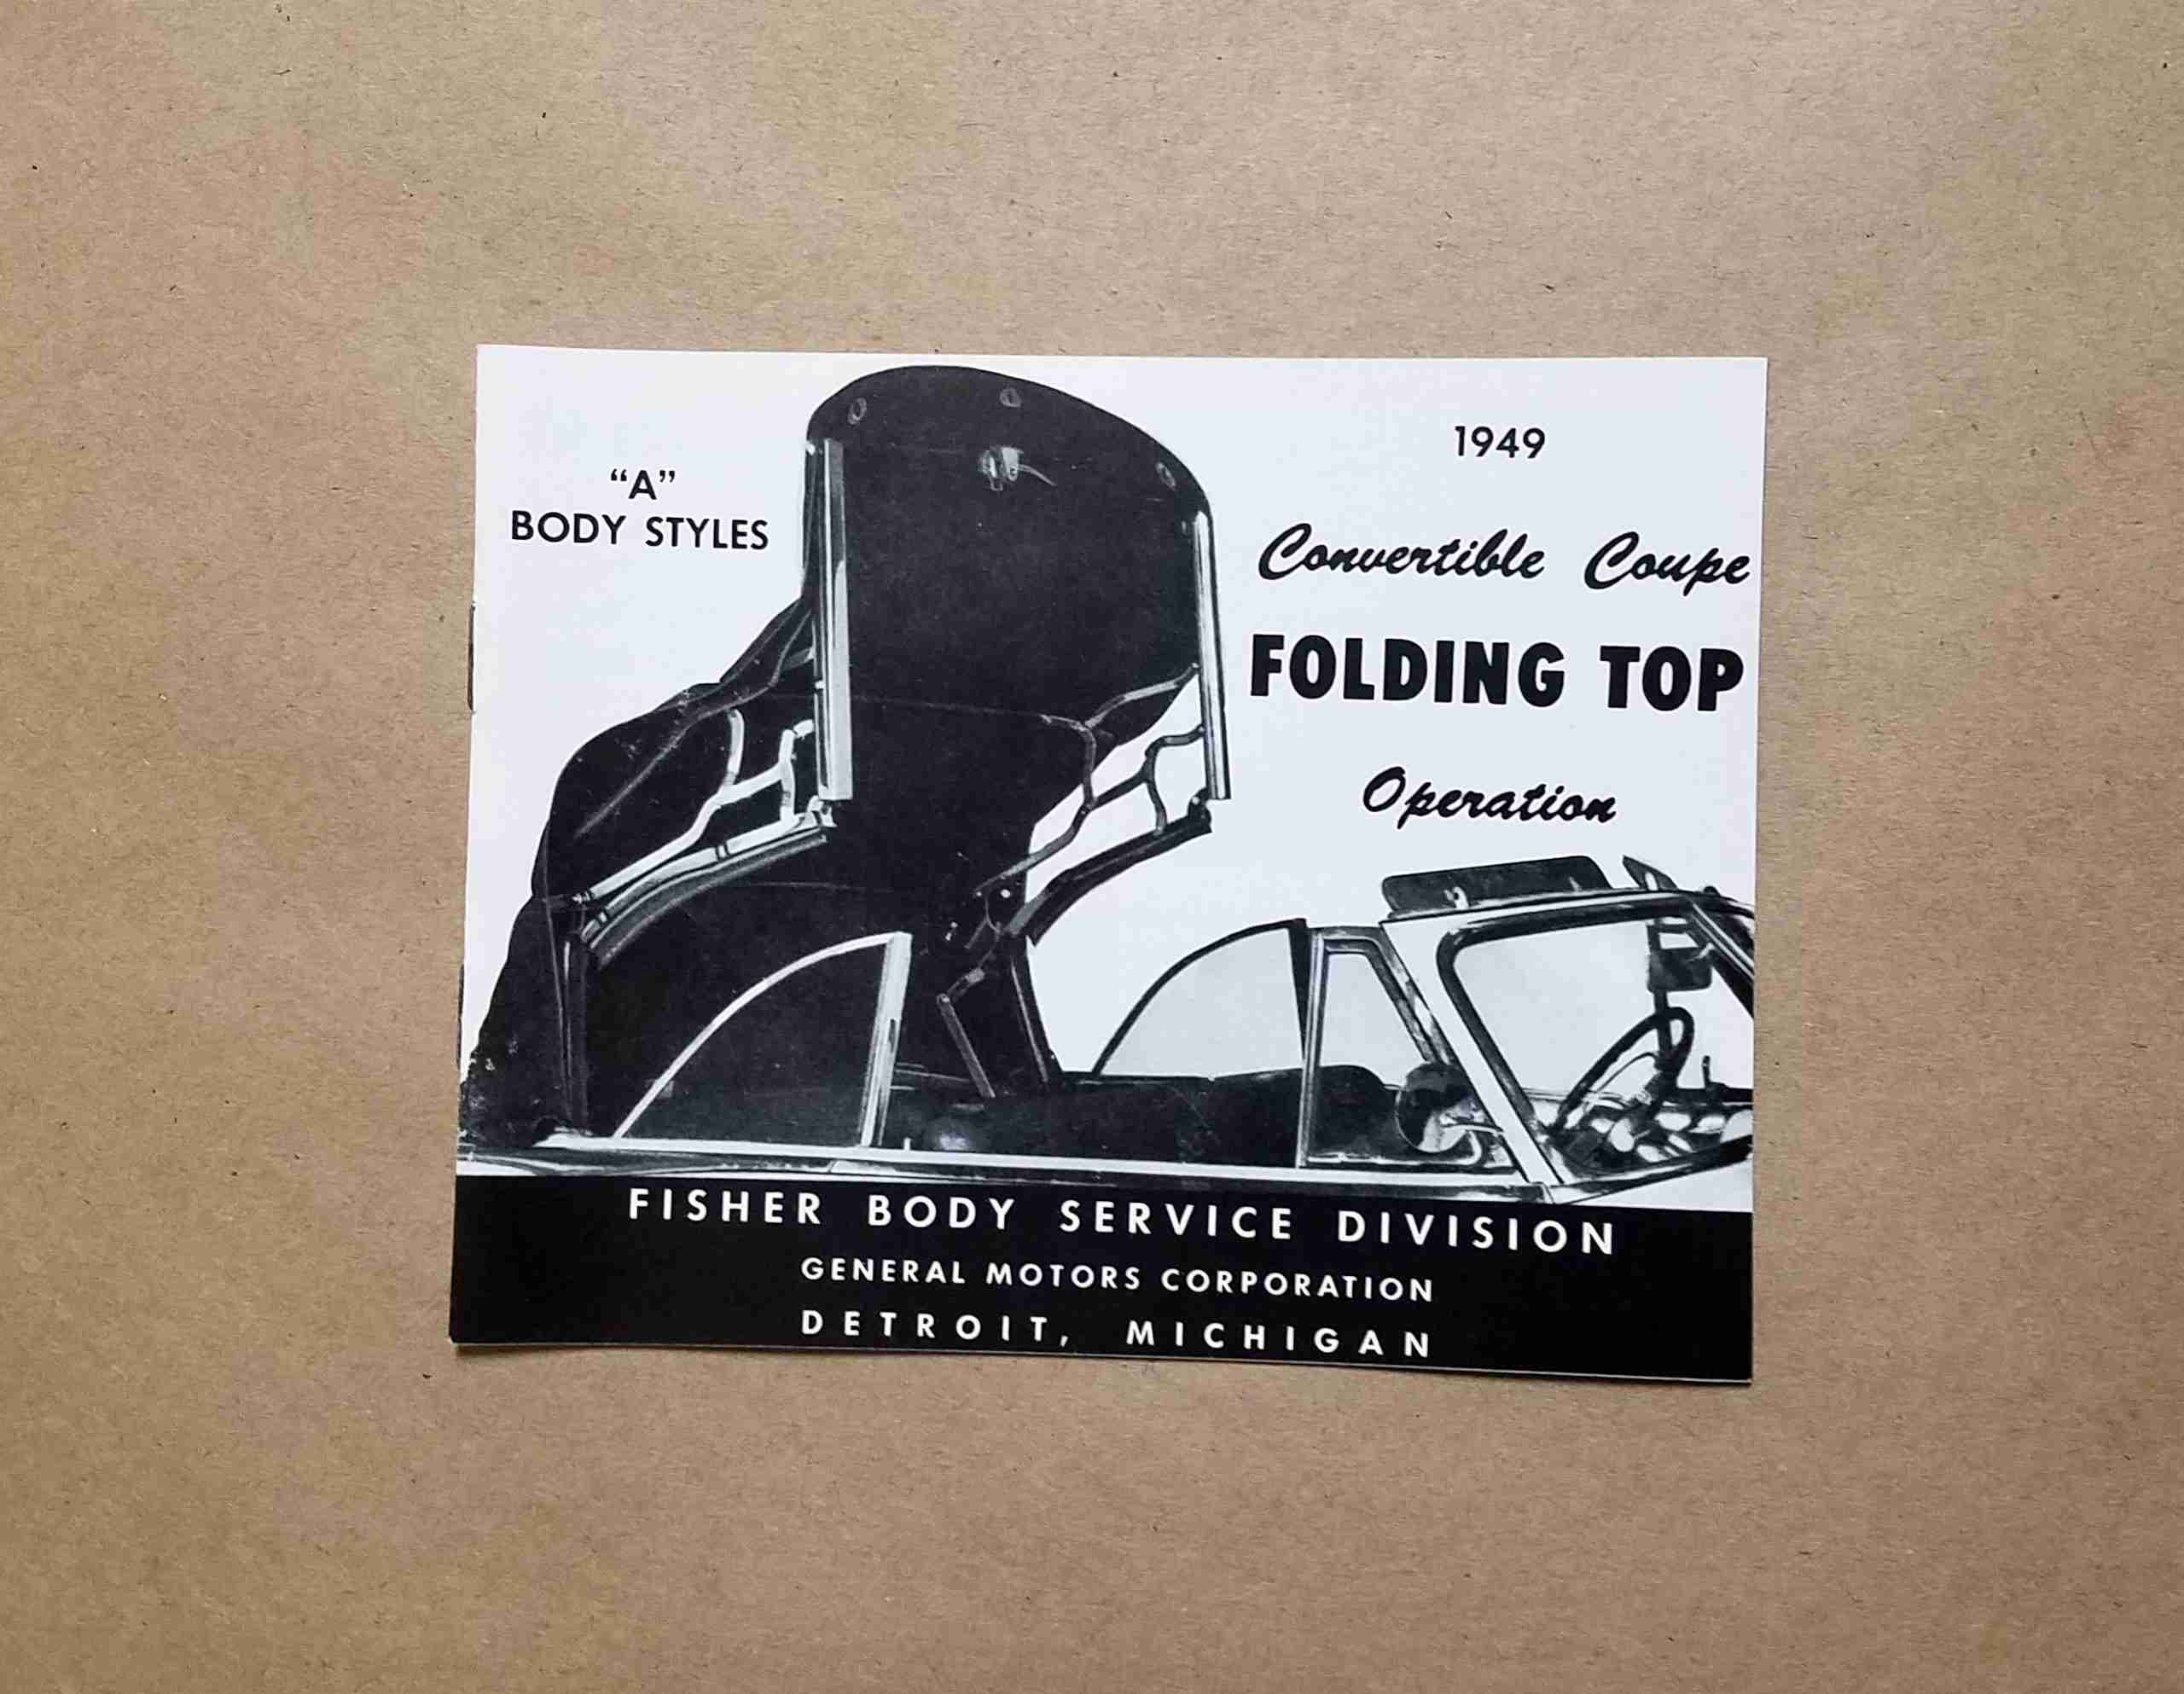 "A"
BODY STYLES
1949
Convertible Coupe
FOLDING TOP
Operation
FISHER BODY SERVICE DIVISION
GENERAL MOTORS CORPORATION
DETROIT, MICHIGAN